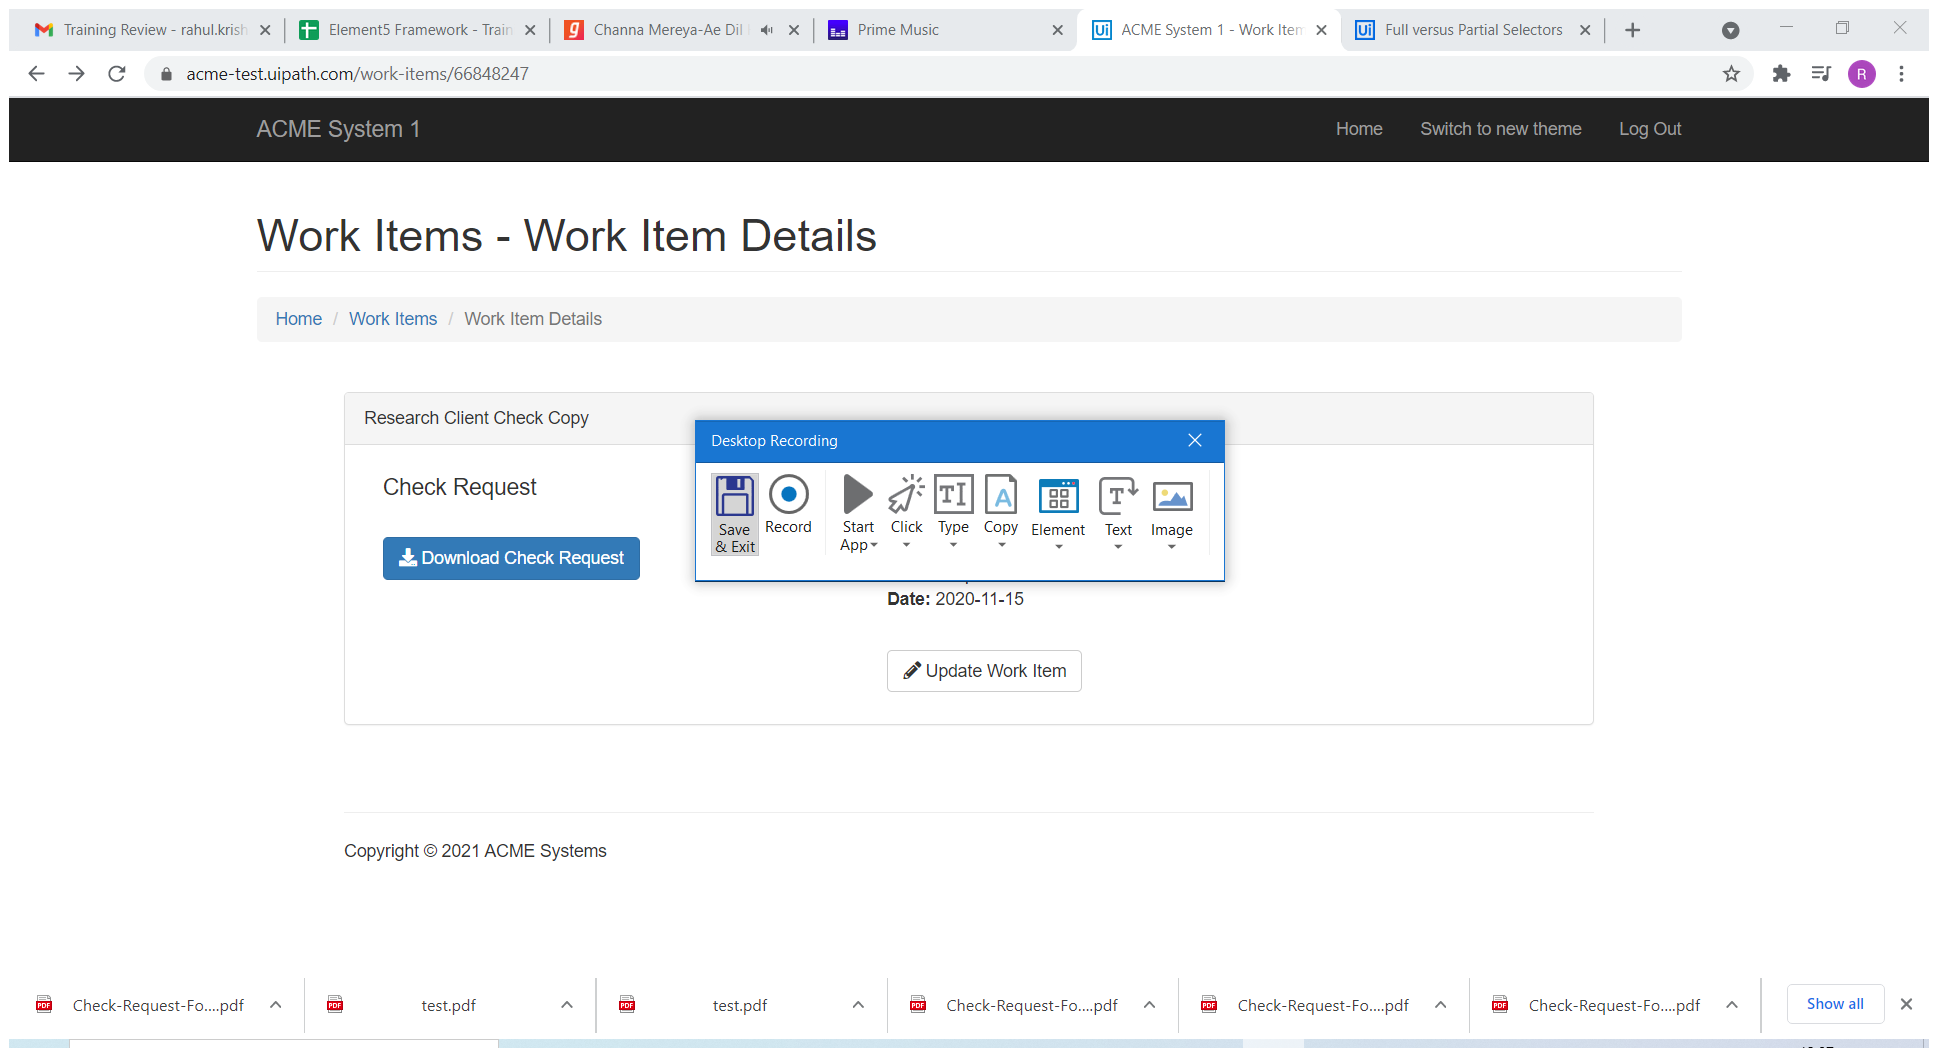 Training Review - rahul.krish
Element5 Framework - Train
Channa Mereya-Ae Dil
Prime Music
ACME System 1 - Work Item
Full versus Partial Selectors
acme-test.uipath.com/work-items/66848247
R
ACME System 1
Home
Switch to new theme
Log Out
Work Items - Work Item Details
Home / Work Items / Work Item Details
Research Client Check Copy
Desktop Recording
Check Request
Download Check Request
Save & Exit
Record
Start App
Click
Type
Copy
Element
Text
Image
Date: 2020-11-15
Update Work Item
Copyright © 2021 ACME Systems
Check-Request-Fo....pdf
test.pdf
test.pdf
Check-Request-Fo....pdf
Check-Request-Fo....pdf
Check-Request-Fo....pdf
Show all